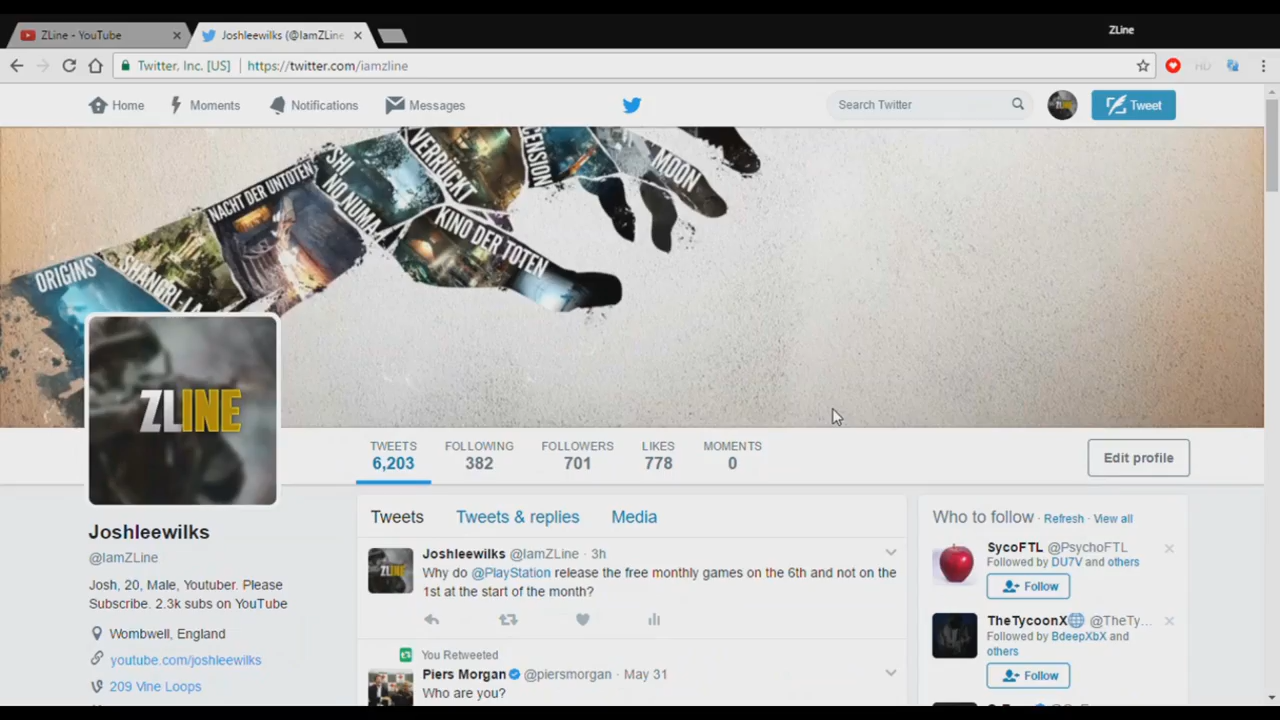 ZLine - YouTube
Joshleewilks (@IamZLine
ZLine
Twitter, Inc. [US]
https://twitter.com/iamzline
Home
Moments
Notifications
Messages
Search Twitter
Tweet
ORIGINS
SHANGRI-LA
NACHT DER UNTOTEN
SHI
NO NUMA
VERRÜCKT
KINO DER TOTEN
MOON
ZLINE
TWEETS
6,203
FOLLOWING
382
FOLLOWERS
701
LIKES
778
MOMENTS
0
Edit profile
Joshleewilks
@IamZLine
Josh, 20, Male, Youtuber. Please
Subscribe. 2.3k subs on YouTube
Wombwell, England
youtube.com/joshleewilks
209 Vine Loops
Tweets
Tweets & replies
Media
Joshleewilks @IamZLine · 3h
Why do @PlayStation release the free monthly games on the 6th and not on the
1st at the start of the month?
You Retweeted
Piers Morgan @piersmorgan · May 31
Who are you?
Who to follow · Refresh · View all
SycoFTL @PsychoFTL
Followed by DU7V and others
Follow
TheTycoonX @TheTy...
Followed by BdeepXbX and
others
Follow